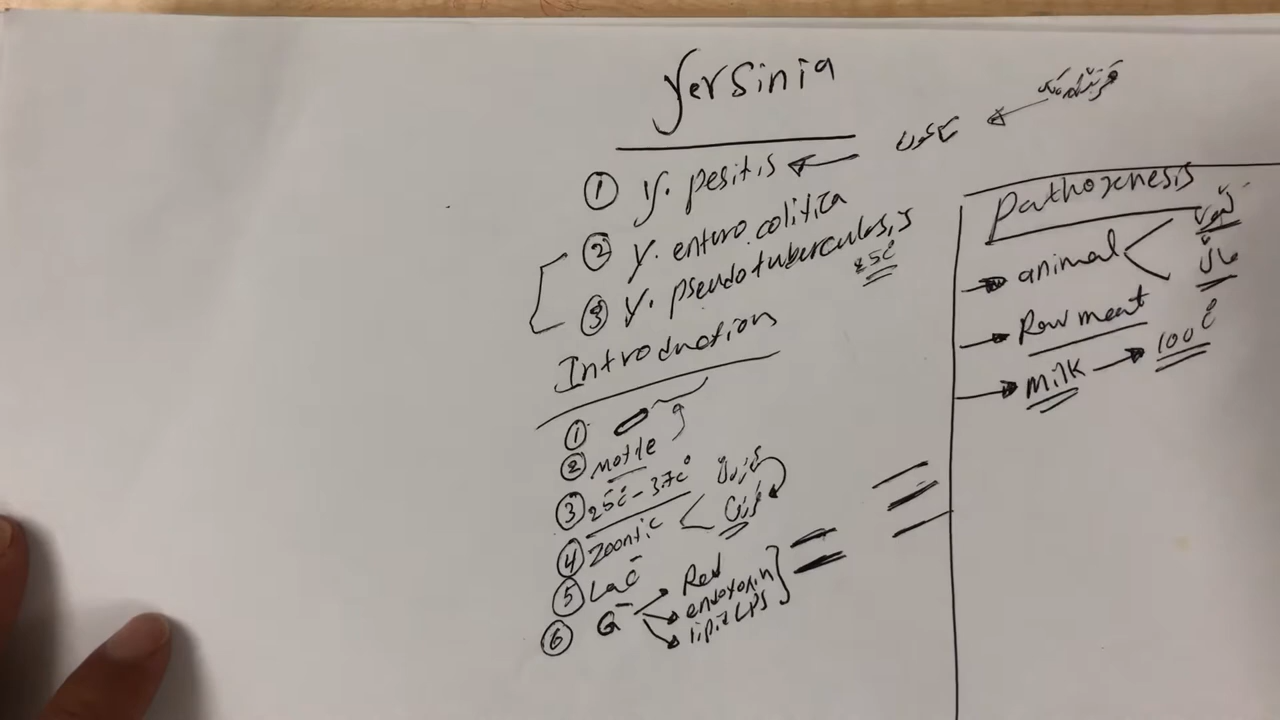 Yersinia
① Y. pesitis
② Y. entero colitica
③ Y. pseudotuberculosis
25c°
Introduction
①
② motile
③ 25c° - 37c°
④ Zoontic
⑤ Lac-
⑥ G- Red
endotoxin
lipid LPS
Pathogenesis
animal
Raw meat
milk 100c°